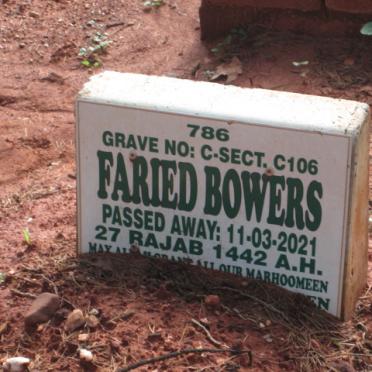 786
GRAVE NO: C-SECT. C106
FARIED BOWERS
PASSED AWAY: 11-03-2021
27 RAJAB 1442 A.H.
MAY ALLAH GRANT ALL OUR MARHOOMEEN